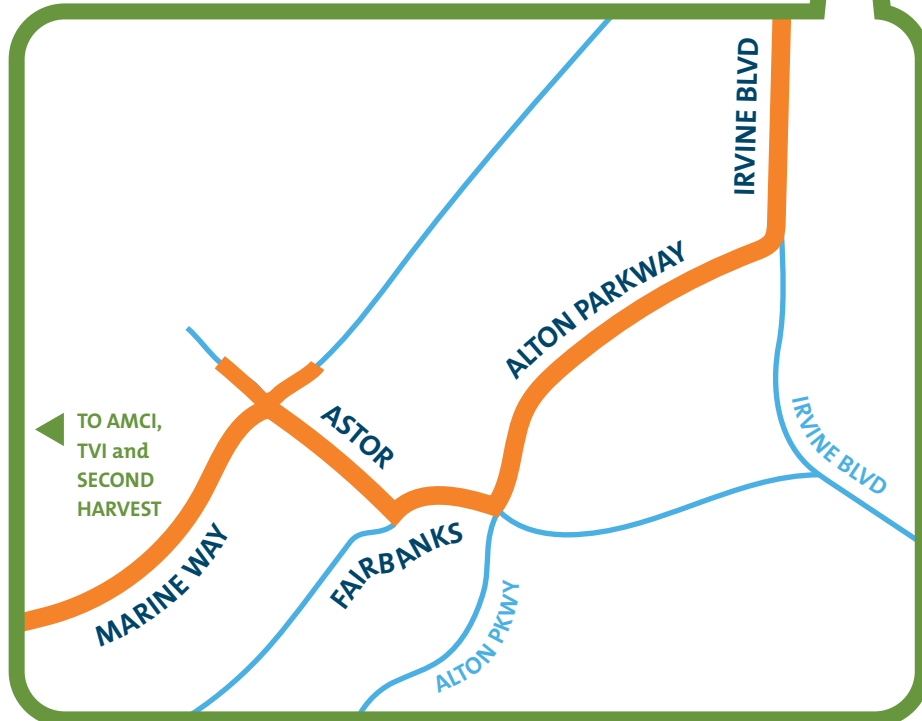 IRVINE BLVD
ALTON PARKWAY
ASTOR
TO AMCI,
TVI and
SECOND
HARVEST
IRVINE BLVD
FAIRBANKS
MARINE WAY
ALTON PKWY